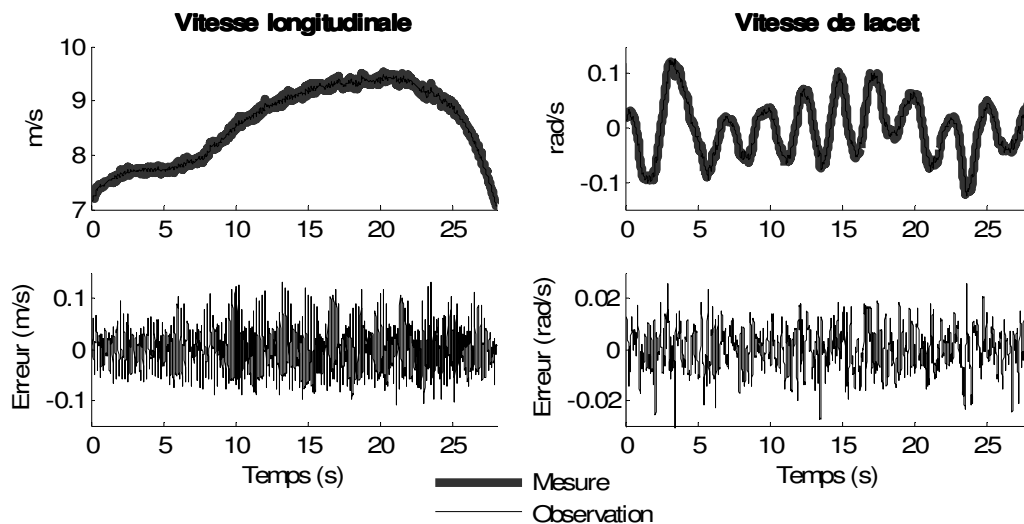 Vitesse longitudinale
Vitesse de lacet
10
9
8
7
m/s
0 5 10 15 20 25
0.1
0
-0.1
rad/s
0 5 10 15 20 25
0.1
0
-0.1
Erreur (m/s)
0 5 10 15 20 25
Temps (s)
0.02
0
-0.02
Erreur (rad/s)
0 5 10 15 20 25
Temps (s)
Mesure
Observation